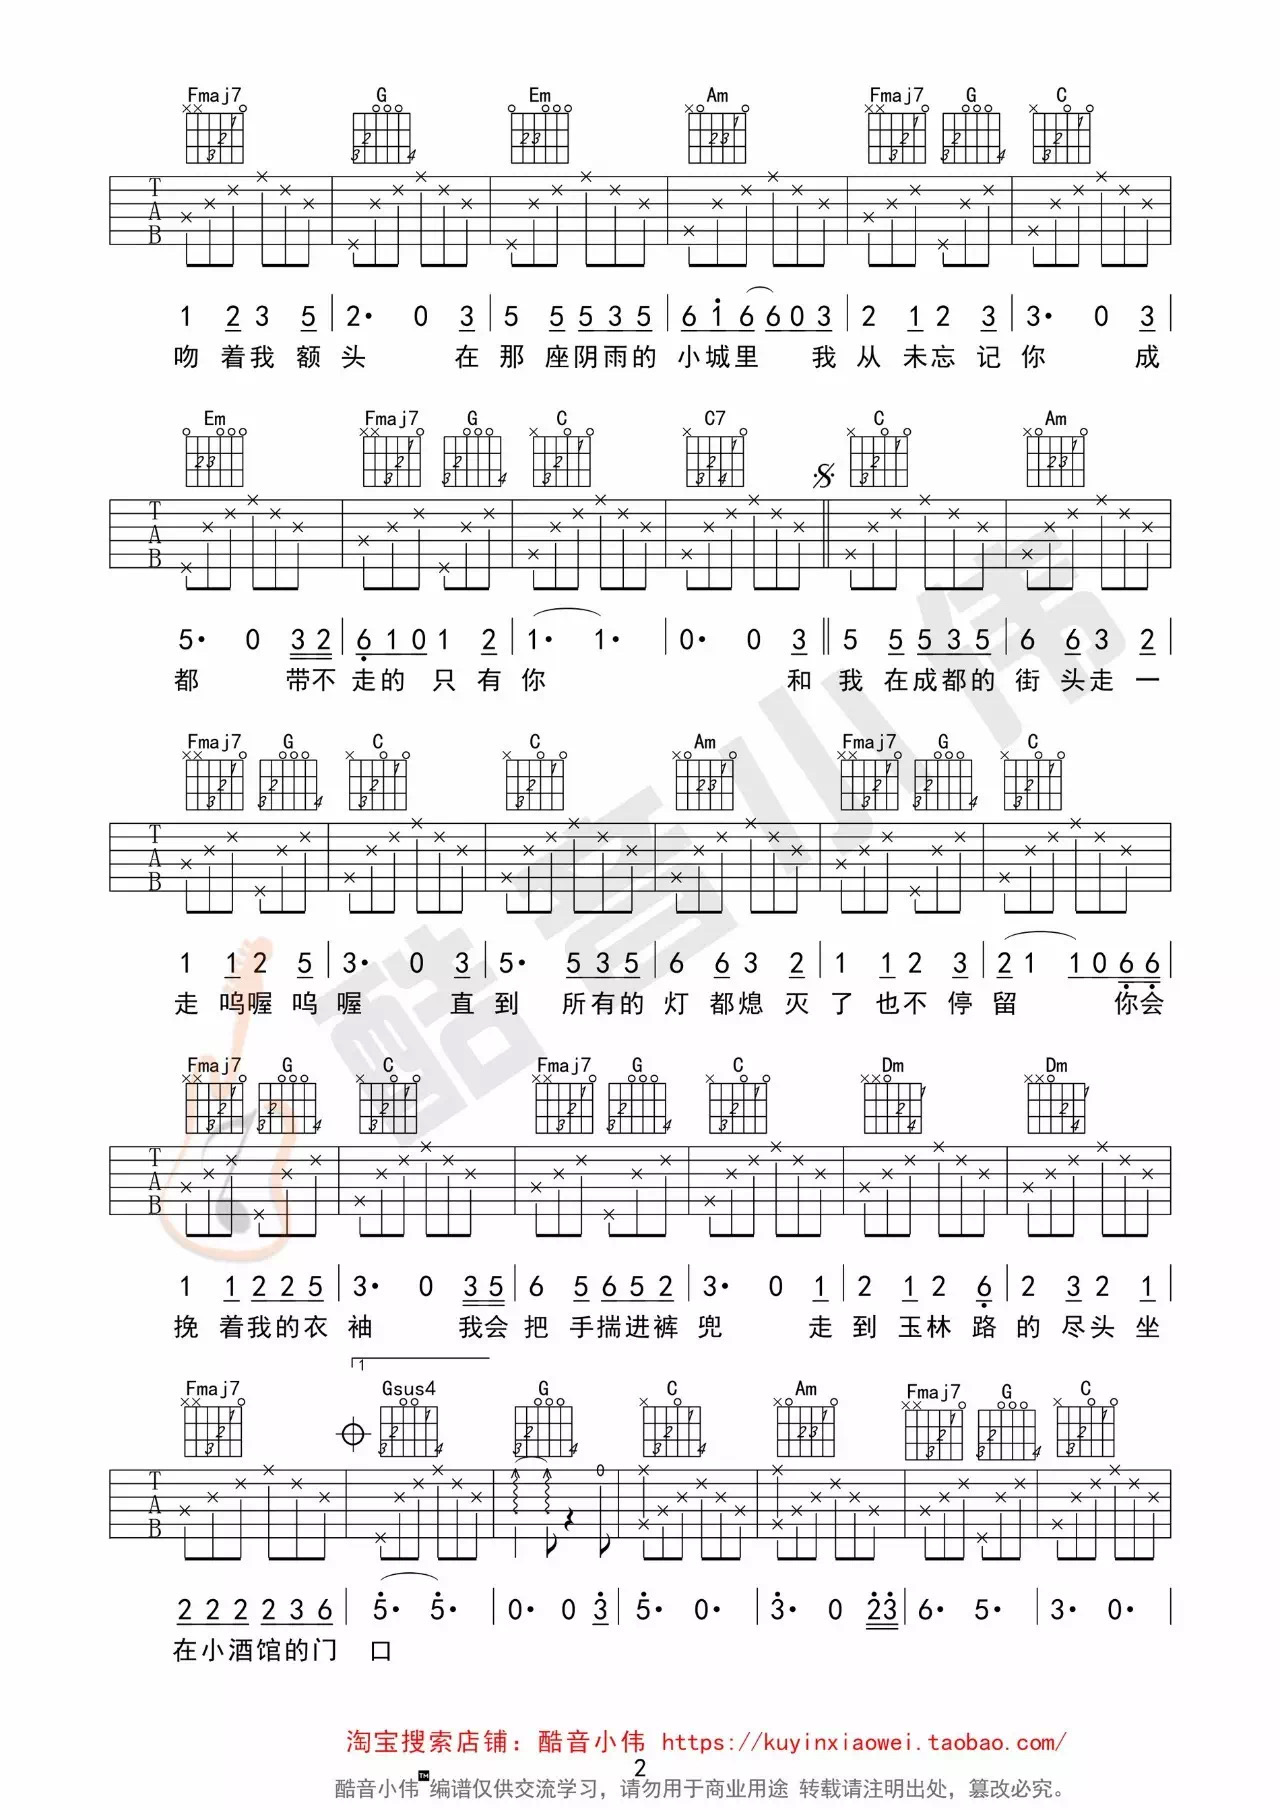 Fmaj7 G Em Am Fmaj7 G C
1 2 3 5 2· 0 3 5 5 5 3 5 6 1 6 6 0 3 2 1 2 3 3· 0 3
吻着我额头 在那座阴雨的小城里 我从未忘记你 成
Em Fmaj7 G C C7 C Am
5· 0 3 2 6 1 0 1 2 1· 1· 0· 0 3 5 5 5 3 5 6 6 3 2
都 带不走的只有你 和我在成都的街头走一
Fmaj7 G C C Am Fmaj7 G C
1 1 2 5 3· 0 3 5· 5 3 5 6 6 3 2 1 1 2 3 2 1 1 0 6 6
走呜喔呜喔 直到所有的灯都熄灭了也不停留 你会
Fmaj7 G C Fmaj7 G C Dm Dm
1 1 2 2 5 3· 0 3 5 6 5 6 5 2 3· 0 1 2 1 2 6 2 3 2 1
挽着我的衣袖 我会把手揣进裤兜 走到玉林路的尽头坐
1
Fmaj7 Gsus4 G C Am Fmaj7 G C
2 2 2 2 3 6 5· 5· 0· 0 3 5· 0· 3· 0 2 3 6· 5· 3· 0·
在小酒馆的门口
酷音小伟
淘宝搜索店铺：酷音小伟 https://kuyinxiaowei.taobao.com/
2
酷音小伟™编谱仅供交流学习，请勿用于商业用途 转载请注明出处，篡改必究。